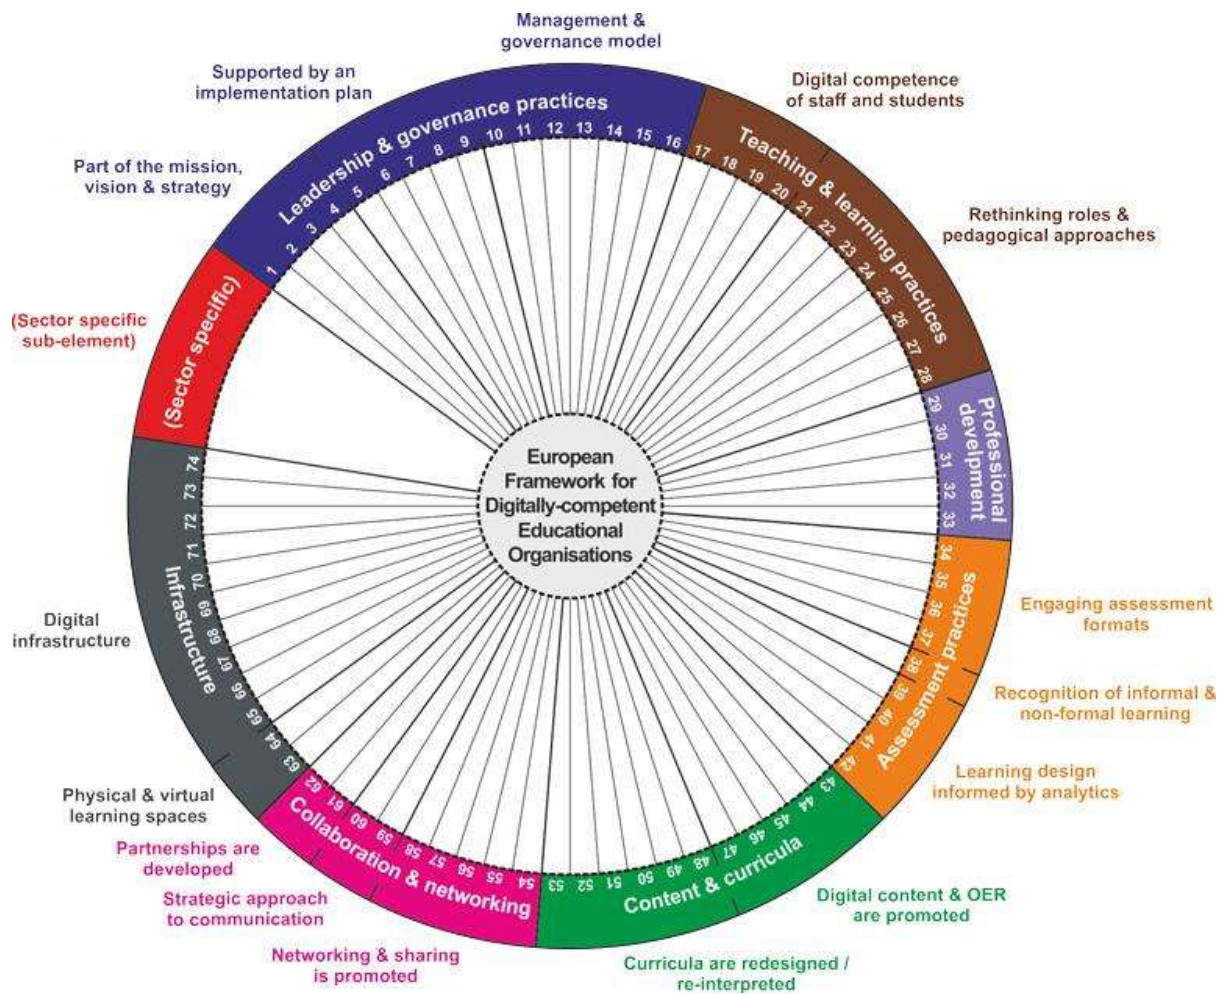 Management &
governance model
Supported by an
implementation plan
Digital competence
of staff and students
Part of the mission,
vision & strategy
Rethinking roles &
pedagogical approaches
(Sector specific
sub-element)
Leadership & governance practices
1 2 3 4 5 6 7 8 9 10 11 12 13 14 15 16
Teaching & learning practices
17 18 19 20 21 22 23 24 25 26 27 28
Professional
develpment
29 30 31 32 33
Assessment practices
34 35 36 37 38 39 40 41 42
Content & curricula
43 44 45 46 47 48 49 50 51 52 53
Collaboration & networking
54 55 56 57 58 59 60 61 62
Infrastructure
63 64 65 66 67 68 69 70 71 72 73 74
(Sector specific)
European
Framework for
Digitally-competent
Educational
Organisations
Engaging assessment
formats
Recognition of informal &
non-formal learning
Learning design
informed by analytics
Digital content & OER
are promoted
Curricula are redesigned /
re-interpreted
Networking & sharing
is promoted
Strategic approach
to communication
Partnerships are
developed
Physical & virtual
learning spaces
Digital
infrastructure